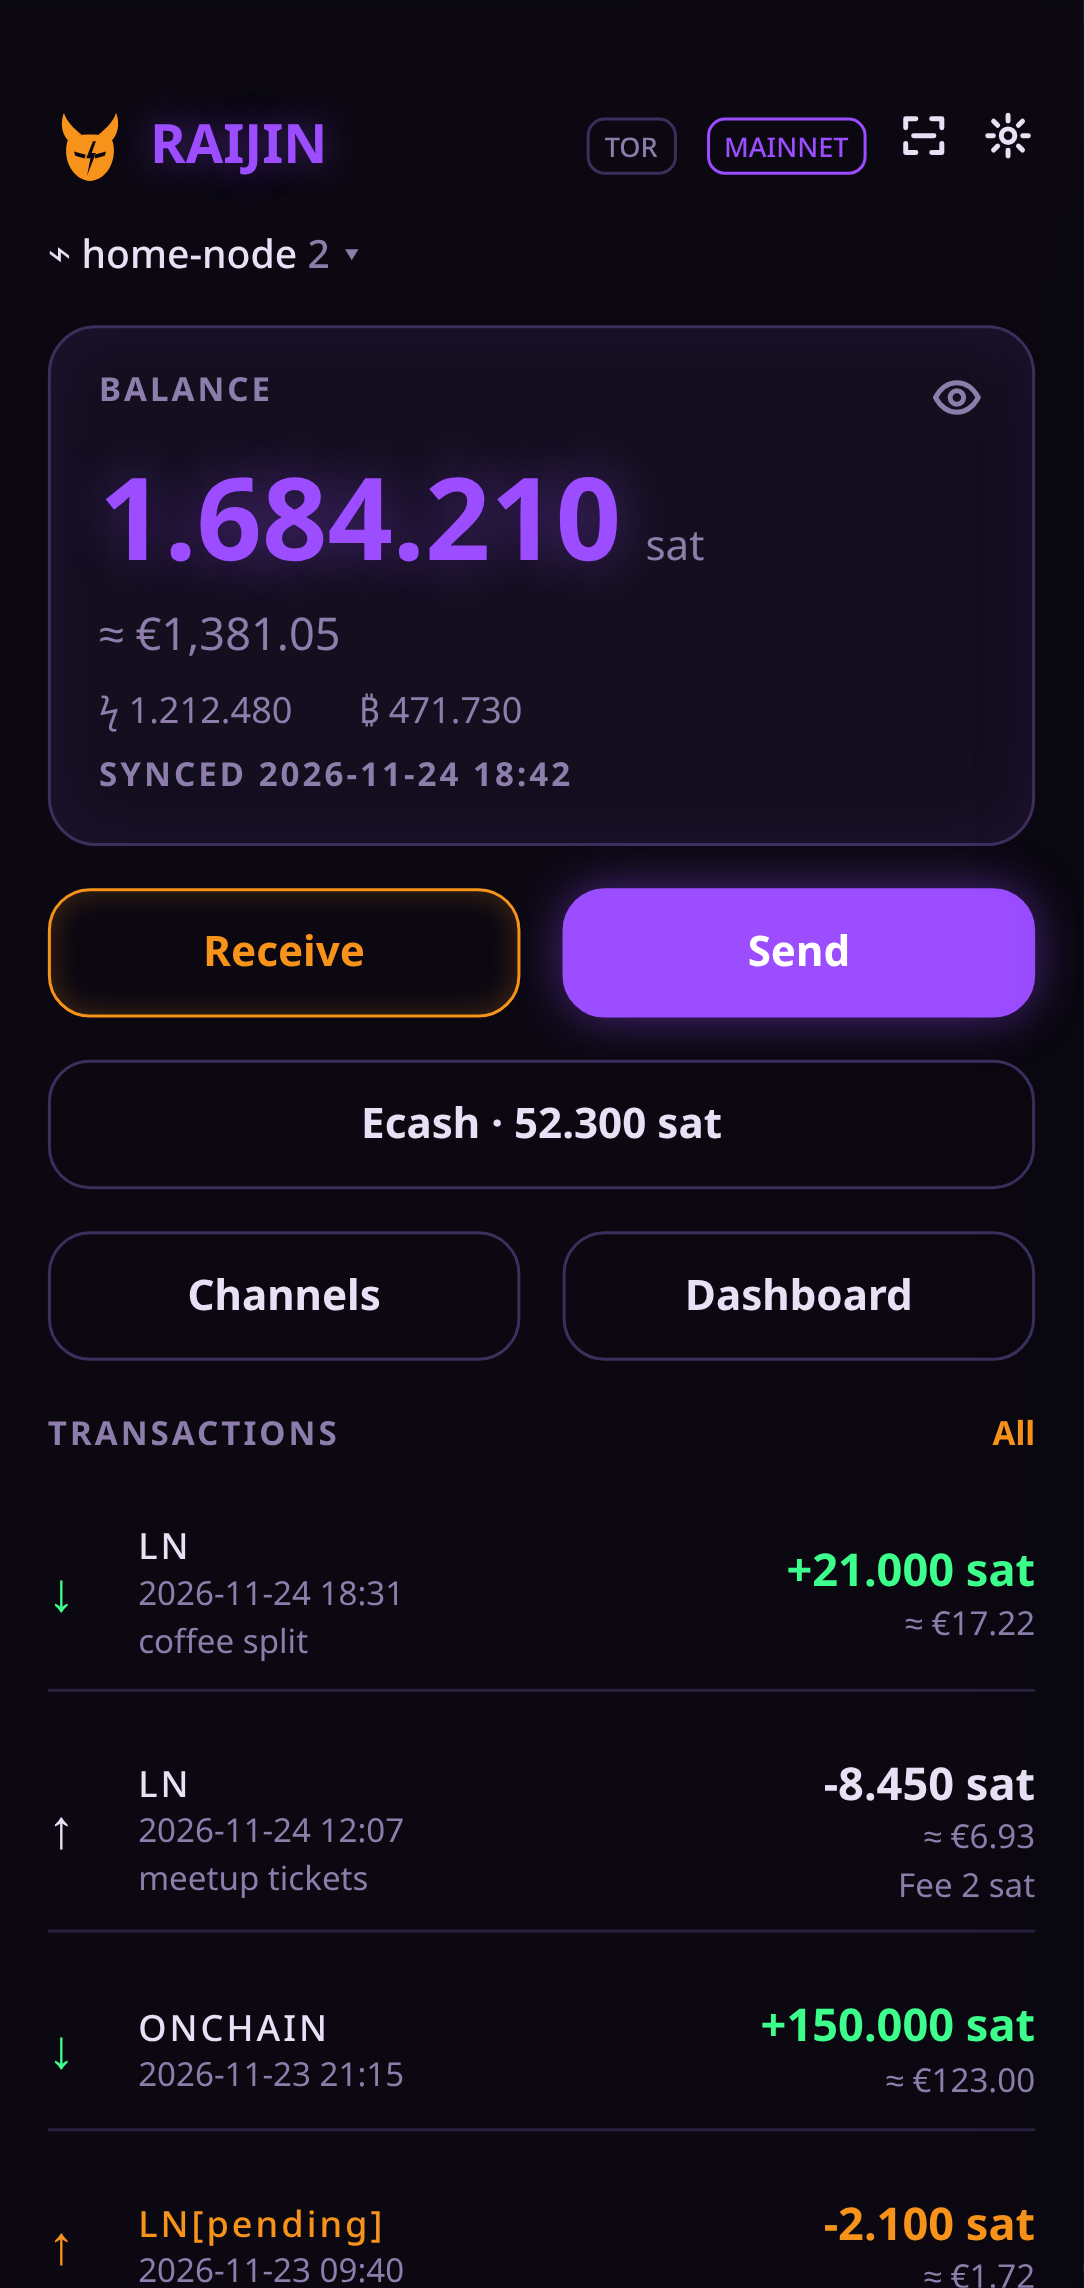 RAIJIN
TOR
MAINNET
⌁ home-node 2 ▾
BALANCE
1.684.210 sat
≈ €1,381.05
ϟ 1.212.480 ₿ 471.730
SYNCED 2026-11-24 18:42
Receive
Send
Ecash · 52.300 sat
Channels
Dashboard
TRANSACTIONS
All
↓
LN
2026-11-24 18:31
coffee split
+21.000 sat
≈ €17.22
↑
LN
2026-11-24 12:07
meetup tickets
-8.450 sat
≈ €6.93
Fee 2 sat
↓
ONCHAIN
2026-11-23 21:15
+150.000 sat
≈ €123.00
↑
LN[pending]
2026-11-23 09:40
-2.100 sat
≈ €1.72